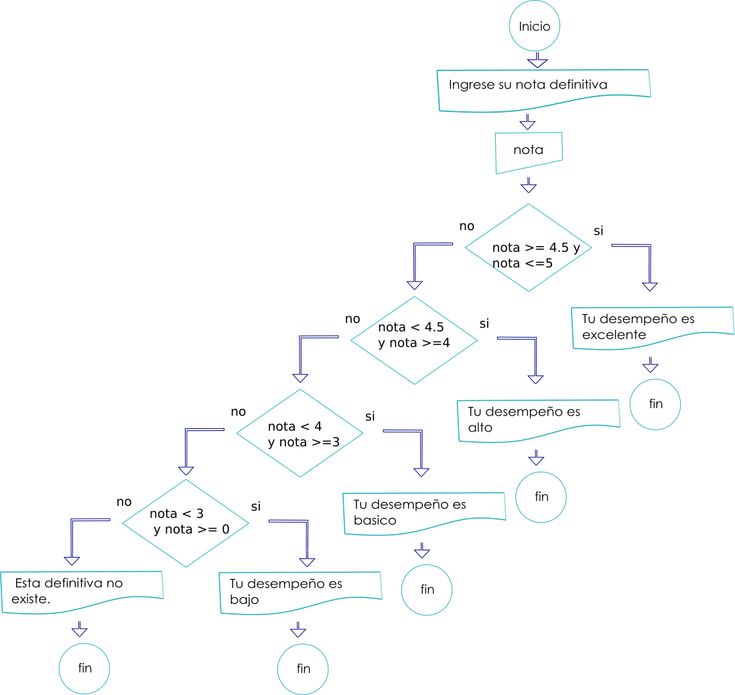 Inicio
Ingrese su nota definitiva
nota
no
si
nota >= 4.5 y
nota <=5
no
si
nota < 4.5
y nota >=4
Tu desempeño es
excelente
no
si
nota < 4
y nota >=3
Tu desempeño es
alto
fin
no
si
nota < 3
y nota >= 0
Tu desempeño es
basico
fin
Esta definitiva no
existe.
Tu desempeño es
bajo
fin
fin
fin